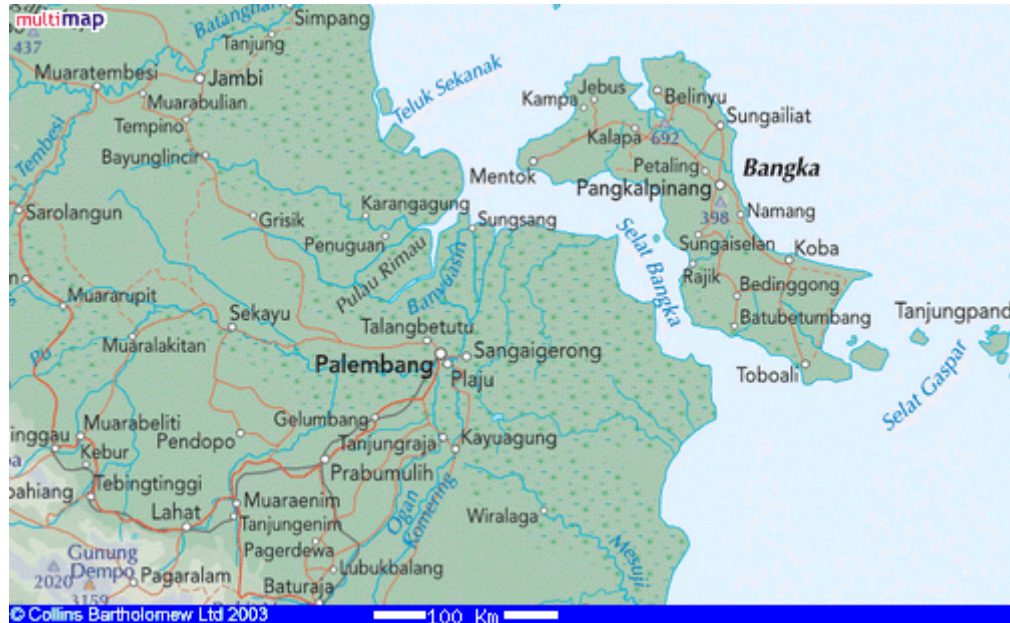 multimap
437
Batanghari
Simpang
Tanjung
Muaratembesi
Jambi
Muarabulian
Tempino
Bayunglincir
Tembesi
Teluk Sekanak
Kampa
Jebus
Belinyu
Sungailiat
Kalapa
692
Petaling
Mentok
Pangkalpinang
Bangka
398
Namang
Sarolangun
Grisik
Karangagung
Penuguan
Sungsang
Pulau Rimau
Banyuasin
Selat Bangka
Sungaiselan
Koba
Rajik
Bedinggong
Batubetumbang
Toboali
Tanjungpand
Selat Gaspar
Muararupit
Sekayu
Muaralakitan
Pu
Talangbetutu
Palembang
Sangaigerong
Plaju
Gelumbang
Muarabeliti
Pendopo
Tanjungraja
Kayuagung
inggau
Kebur
Prabumulih
pahiang
Tebingtinggi
Muaraenim
Lahat
Tanjungenim
Ogan
Komering
Wiralaga
Mesuji
Gunung
Dempo
2020
3159
Pagaralam
Pagerdewa
Lubukbalang
Baturaja
© Collins Bartholomew Ltd 2003
100 Km